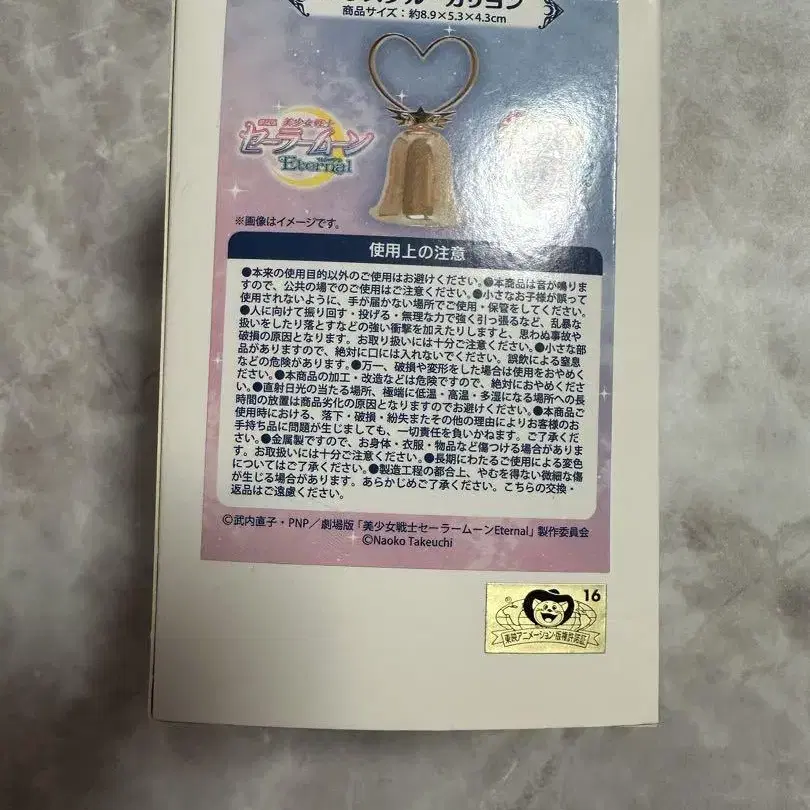 カリヨン
商品サイズ：約8.9×5.3×4.3cm
劇場版 美少女戦士
セーラームーン
Eternal
※画像はイメージです。
使用上の注意
●本来の使用目的以外のご使用はお避けください。●本商品は音が鳴りま
すので、公共の場でのご使用はご注意ください。●小さなお子様が誤って
使用されないように、手が届かない場所でご使用・保管をしてください。
●人に向けて振り回す・投げる・無理な力で強く引っ張るなど、乱暴な
扱いをしたり落とすなどの強い衝撃を加えたりしますと、思わぬ事故や
破損の原因となります。お取り扱いには十分ご注意ください。●小さな部
品がありますので、絶対に口には入れないでください。誤飲による窒息
などの危険があります。●万一、破損や変形をした場合は使用をおやめく
ださい。●本商品の加工・改造などは危険ですので、絶対におやめくださ
い。●直射日光の当たる場所、極端に低温・高温・多湿になる場所への長
時間の放置は商品劣化の原因となりますのでお避けください。●本商品ご
使用時における、落下・破損・紛失またその他の理由によりお客様のお
手持ち品に問題が生じましても、一切責任を負いかねます。ご了承くだ
さい。●金属製ですので、お身体・衣服・物品など傷つける場合がありま
す。お取扱いには十分ご注意ください。●長期にわたるご使用による変色
についてはご了承ください。●製造工程の都合上、やむを得ない微細な傷
が生じる場合があります。あらかじめご了承ください。こちらの交換・
返品はご遠慮ください。
©武内直子・PNP／劇場版「美少女戦士セーラームーンEternal」製作委員会
©Naoko Takeuchi
16
東映アニメーション・版権許諾証